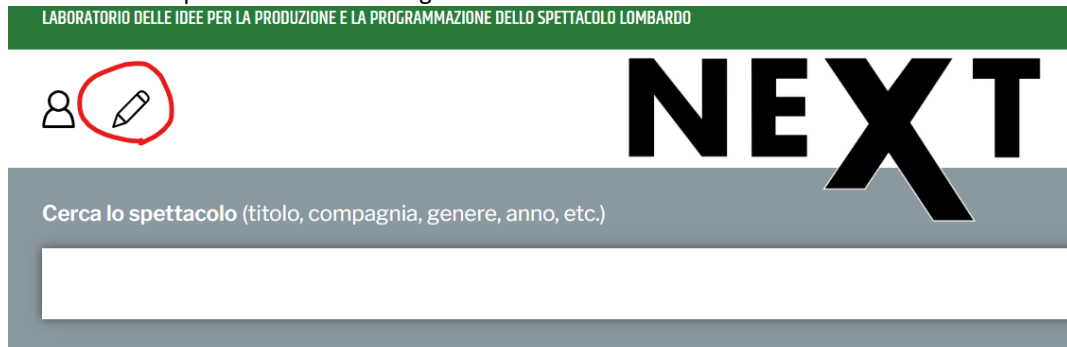 LABORATORIO DELLE IDEE PER LA PRODUZIONE E LA PROGRAMMAZIONE DELLO SPETTACOLO LOMBARDO
NEXT
Cerca lo spettacolo (titolo, compagnia, genere, anno, etc.)